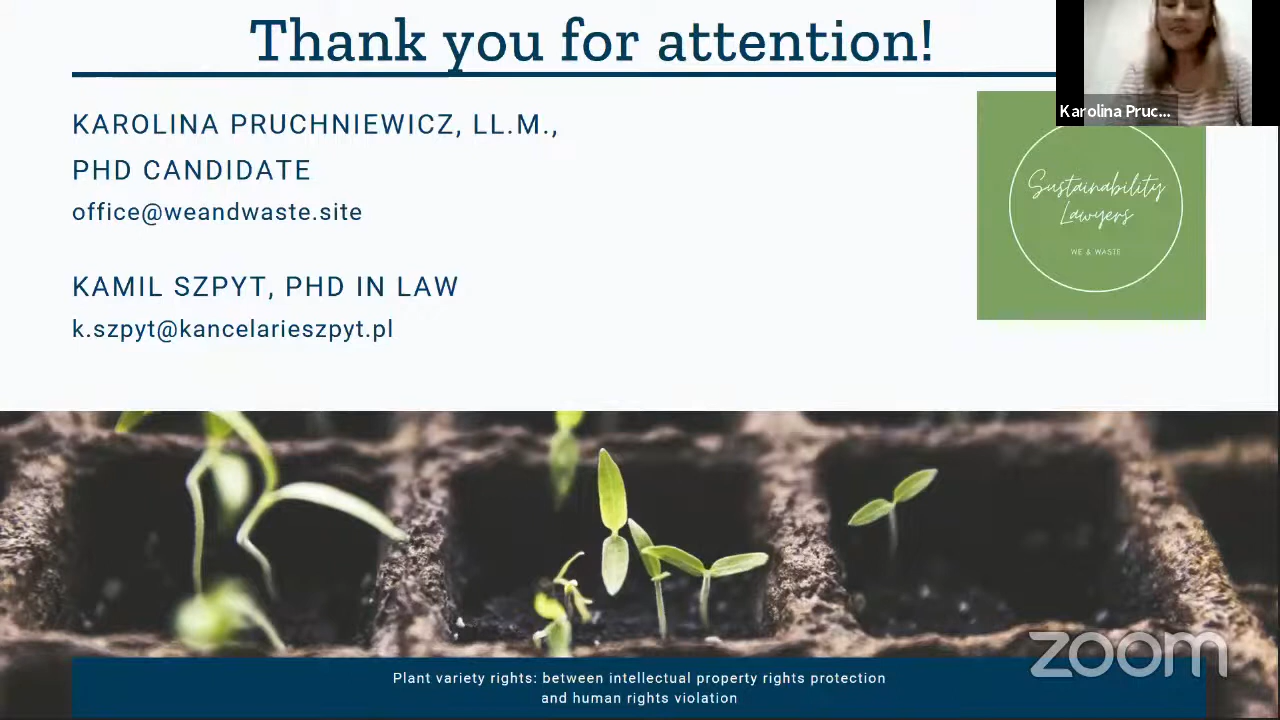 Thank you for attention!
Karolina Pruc...
KAROLINA PRUCHNIEWICZ, LL.M.,
PHD CANDIDATE
office@weandwaste.site
KAMIL SZPYT, PHD IN LAW
k.szpyt@kancelarieszpyt.pl
Sustainability
Lawyers
WE & WASTE
zoom
Plant variety rights: between intellectual property rights protection
and human rights violation